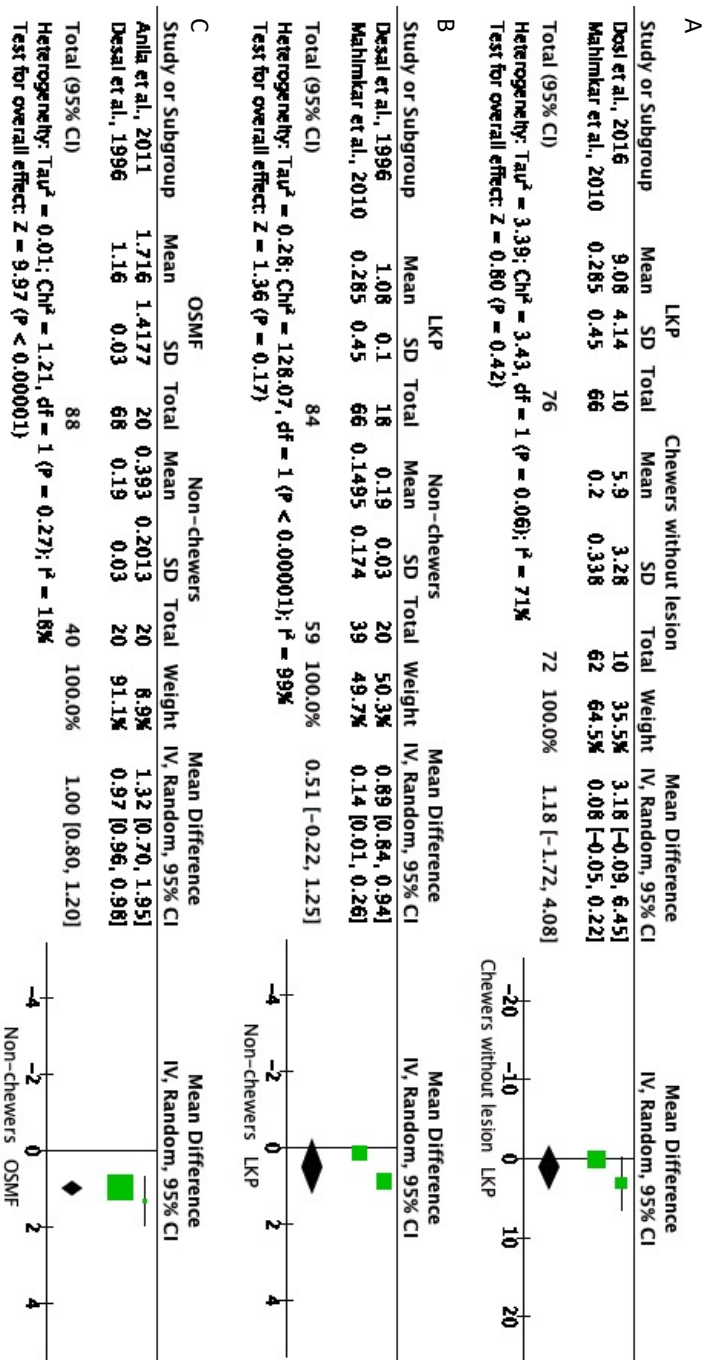 A
LKP Chewers without lesion Mean Difference Mean Difference
Study or Subgroup Mean SD Total Mean SD Total Weight IV, Random, 95% CI IV, Random, 95% CI
Dosi et al., 2016 9.08 4.14 10 5.9 3.28 10 35.5% 3.18 [−0.09, 6.45]
Mahimkar et al., 2010 0.285 0.45 66 0.2 0.338 62 64.5% 0.08 [−0.05, 0.22]
Total (95% CI) 76 72 100.0% 1.18 [−1.72, 4.08]
Heterogeneity: Tau² = 3.39; Chi² = 3.43, df = 1 (P = 0.06); I² = 71%
Test for overall effect: Z = 0.80 (P = 0.42)
−20 −10 0 10 20
Chewers without lesion LKP
B
LKP Non−chewers Mean Difference Mean Difference
Study or Subgroup Mean SD Total Mean SD Total Weight IV, Random, 95% CI IV, Random, 95% CI
Desai et al., 1996 1.08 0.1 18 0.19 0.03 20 50.3% 0.89 [0.84, 0.94]
Mahimkar et al., 2010 0.285 0.45 66 0.1495 0.174 39 49.7% 0.14 [0.01, 0.26]
Total (95% CI) 84 59 100.0% 0.51 [−0.22, 1.25]
Heterogeneity: Tau² = 0.28; Chi² = 128.07, df = 1 (P < 0.00001); I² = 99%
Test for overall effect: Z = 1.36 (P = 0.17)
−4 −2 0 2 4
Non−chewers LKP
C
OSMF Non−chewers Mean Difference Mean Difference
Study or Subgroup Mean SD Total Mean SD Total Weight IV, Random, 95% CI IV, Random, 95% CI
Anila et al., 2011 1.716 1.4177 20 0.393 0.2013 20 8.9% 1.32 [0.70, 1.95]
Desai et al., 1996 1.16 0.03 68 0.19 0.03 20 91.1% 0.97 [0.96, 0.98]
Total (95% CI) 88 40 100.0% 1.00 [0.80, 1.20]
Heterogeneity: Tau² = 0.01; Chi² = 1.21, df = 1 (P = 0.27); I² = 18%
Test for overall effect: Z = 9.97 (P < 0.00001)
−4 −2 0 2 4
Non−chewers OSMF